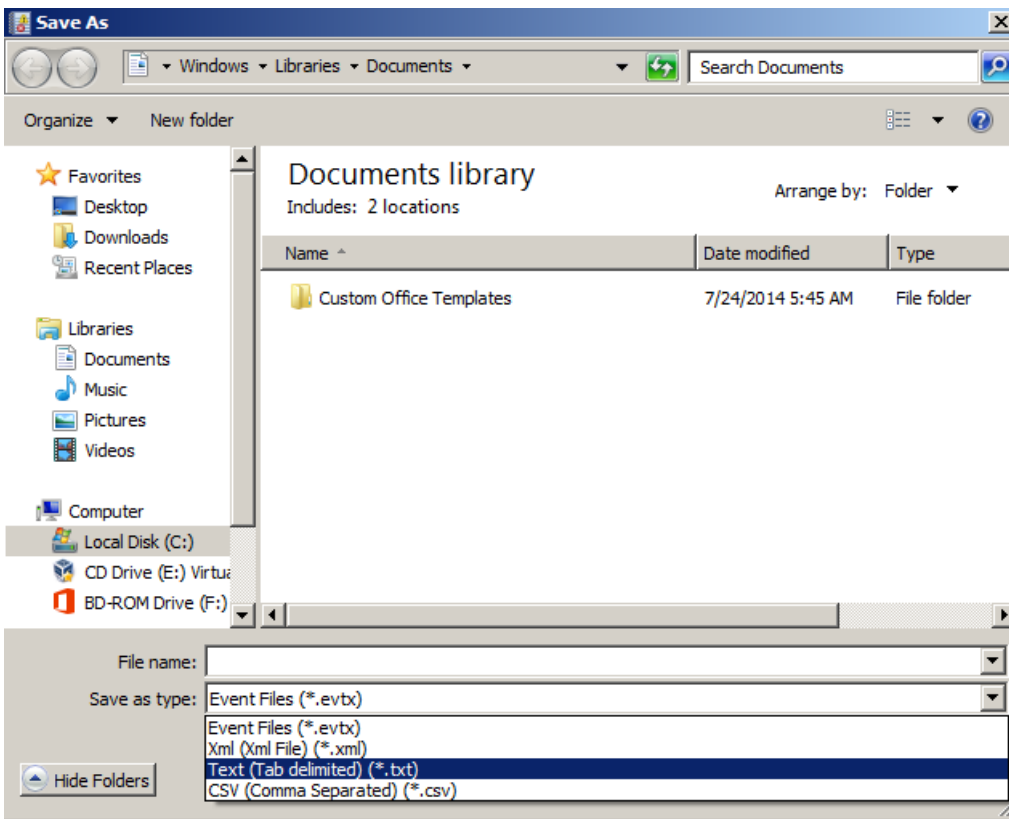 Save As
Windows Libraries Documents
Search Documents
Organize New folder
Favorites
Desktop
Downloads
Recent Places
Libraries
Documents
Music
Pictures
Videos
Computer
Local Disk (C:)
CD Drive (E:)
BD-ROM Drive (F:)
Documents library
Includes: 2 locations
Arrange by: Folder
Name Date modified Type
Custom Office Templates 7/24/2014 5:45 AM File folder
File name:
Save as type: Event Files (*.evtx)
Event Files (*.evtx)
Xml (Xml File) (*.xml)
Text (Tab delimited) (*.txt)
CSV (Comma Separated) (*.csv)
Hide Folders